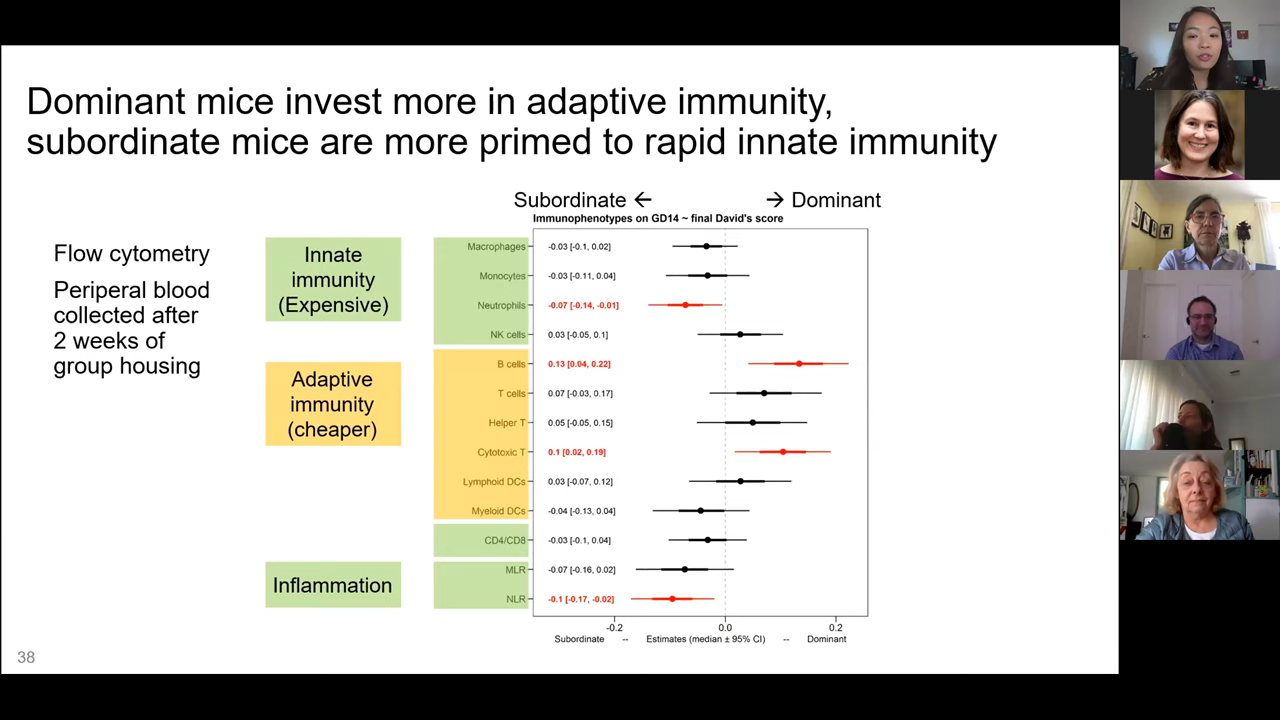 Dominant mice invest more in adaptive immunity,
subordinate mice are more primed to rapid innate immunity
Subordinate ← → Dominant
Immunophenotypes on GD14 ~ final David's score
Flow cytometry
Periperal blood
collected after
2 weeks of
group housing
Innate
immunity
(Expensive)
Adaptive
immunity
(cheaper)
Inflammation
Macrophages -0.03 [-0.1, 0.02]
Monocytes -0.03 [-0.11, 0.04]
Neutrophils -0.07 [-0.14, -0.01]
NK cells 0.03 [-0.05, 0.1]
B cells 0.13 [0.04, 0.22]
T cells 0.07 [-0.03, 0.17]
Helper T 0.05 [-0.05, 0.15]
Cytotoxic T 0.1 [0.02, 0.19]
Lymphoid DCs 0.03 [-0.07, 0.12]
Myeloid DCs -0.04 [-0.13, 0.04]
CD4/CD8 -0.03 [-0.1, 0.04]
MLR -0.07 [-0.16, 0.02]
NLR -0.1 [-0.17, -0.02]
-0.2 0.0 0.2
Subordinate -- Estimates (median ± 95% CI) -- Dominant
38